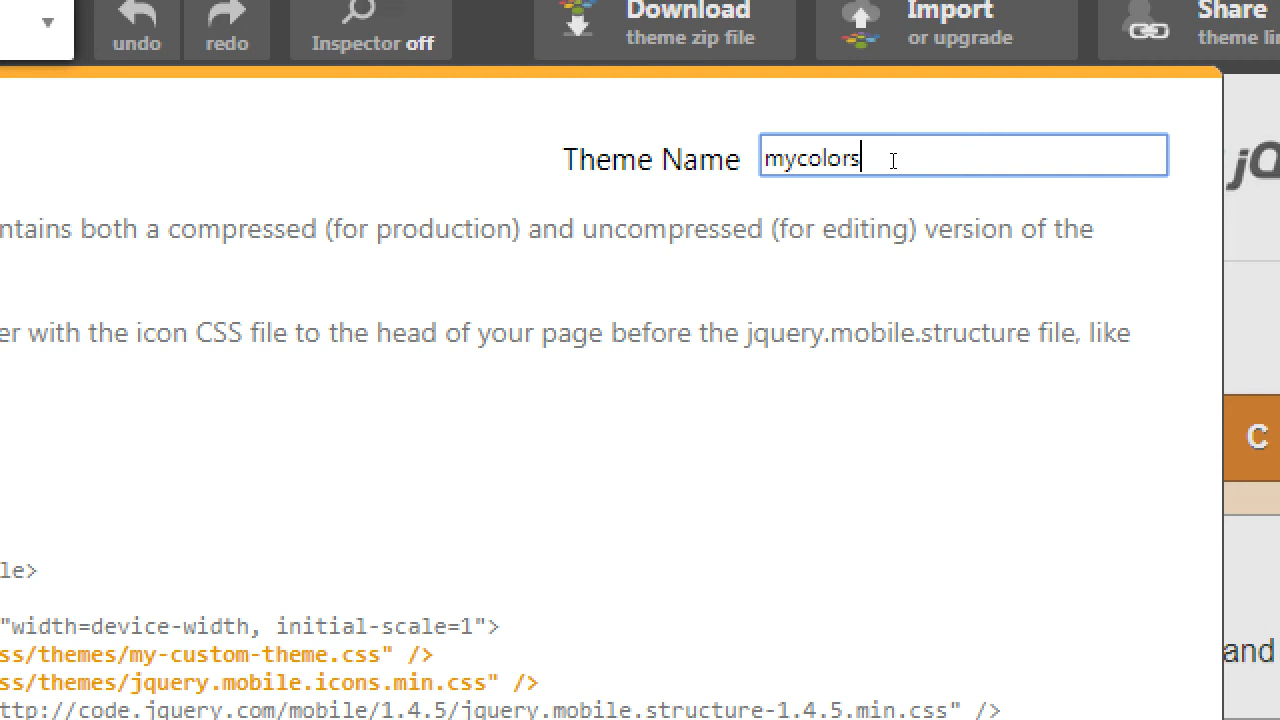 Download
Import
Share
undo
redo
Inspector off
theme zip file
or upgrade
theme
Theme Name
mycolors
ntains both a compressed (for production) and uncompressed (for editing) version of the
er with the icon CSS file to the head of your page before the jquery.mobile.structure file, like
C
le>
"width=device-width, initial-scale=1">
ss/themes/my-custom-theme.css" />
and
ss/themes/jquery.mobile.icons.min.css" />
ttp://code.jquery.com/mobile/1.4.5/jquery.mobile.structure-1.4.5.min.css" />